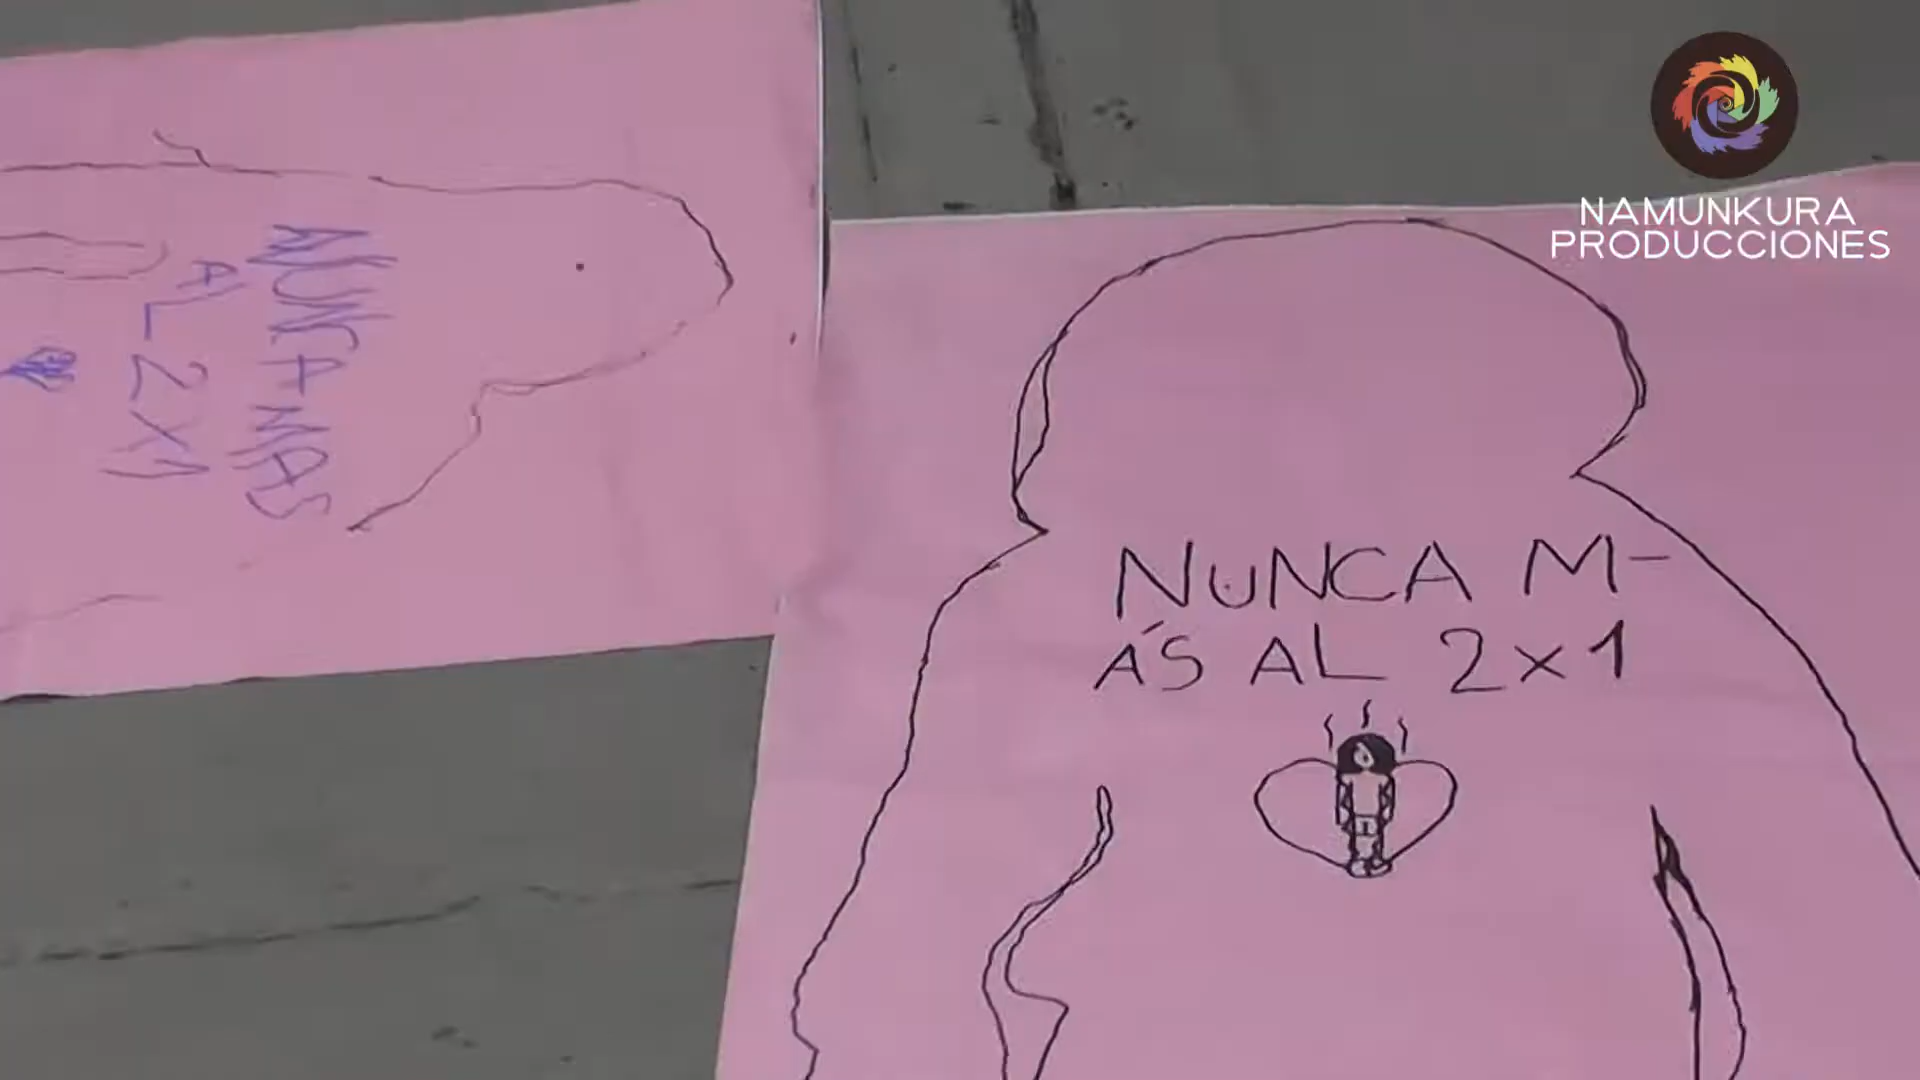 NUNCA MAS
AL 2X1
NUNCA M-
ÁS AL 2x1
NAMUNKURA
PRODUCCIONES